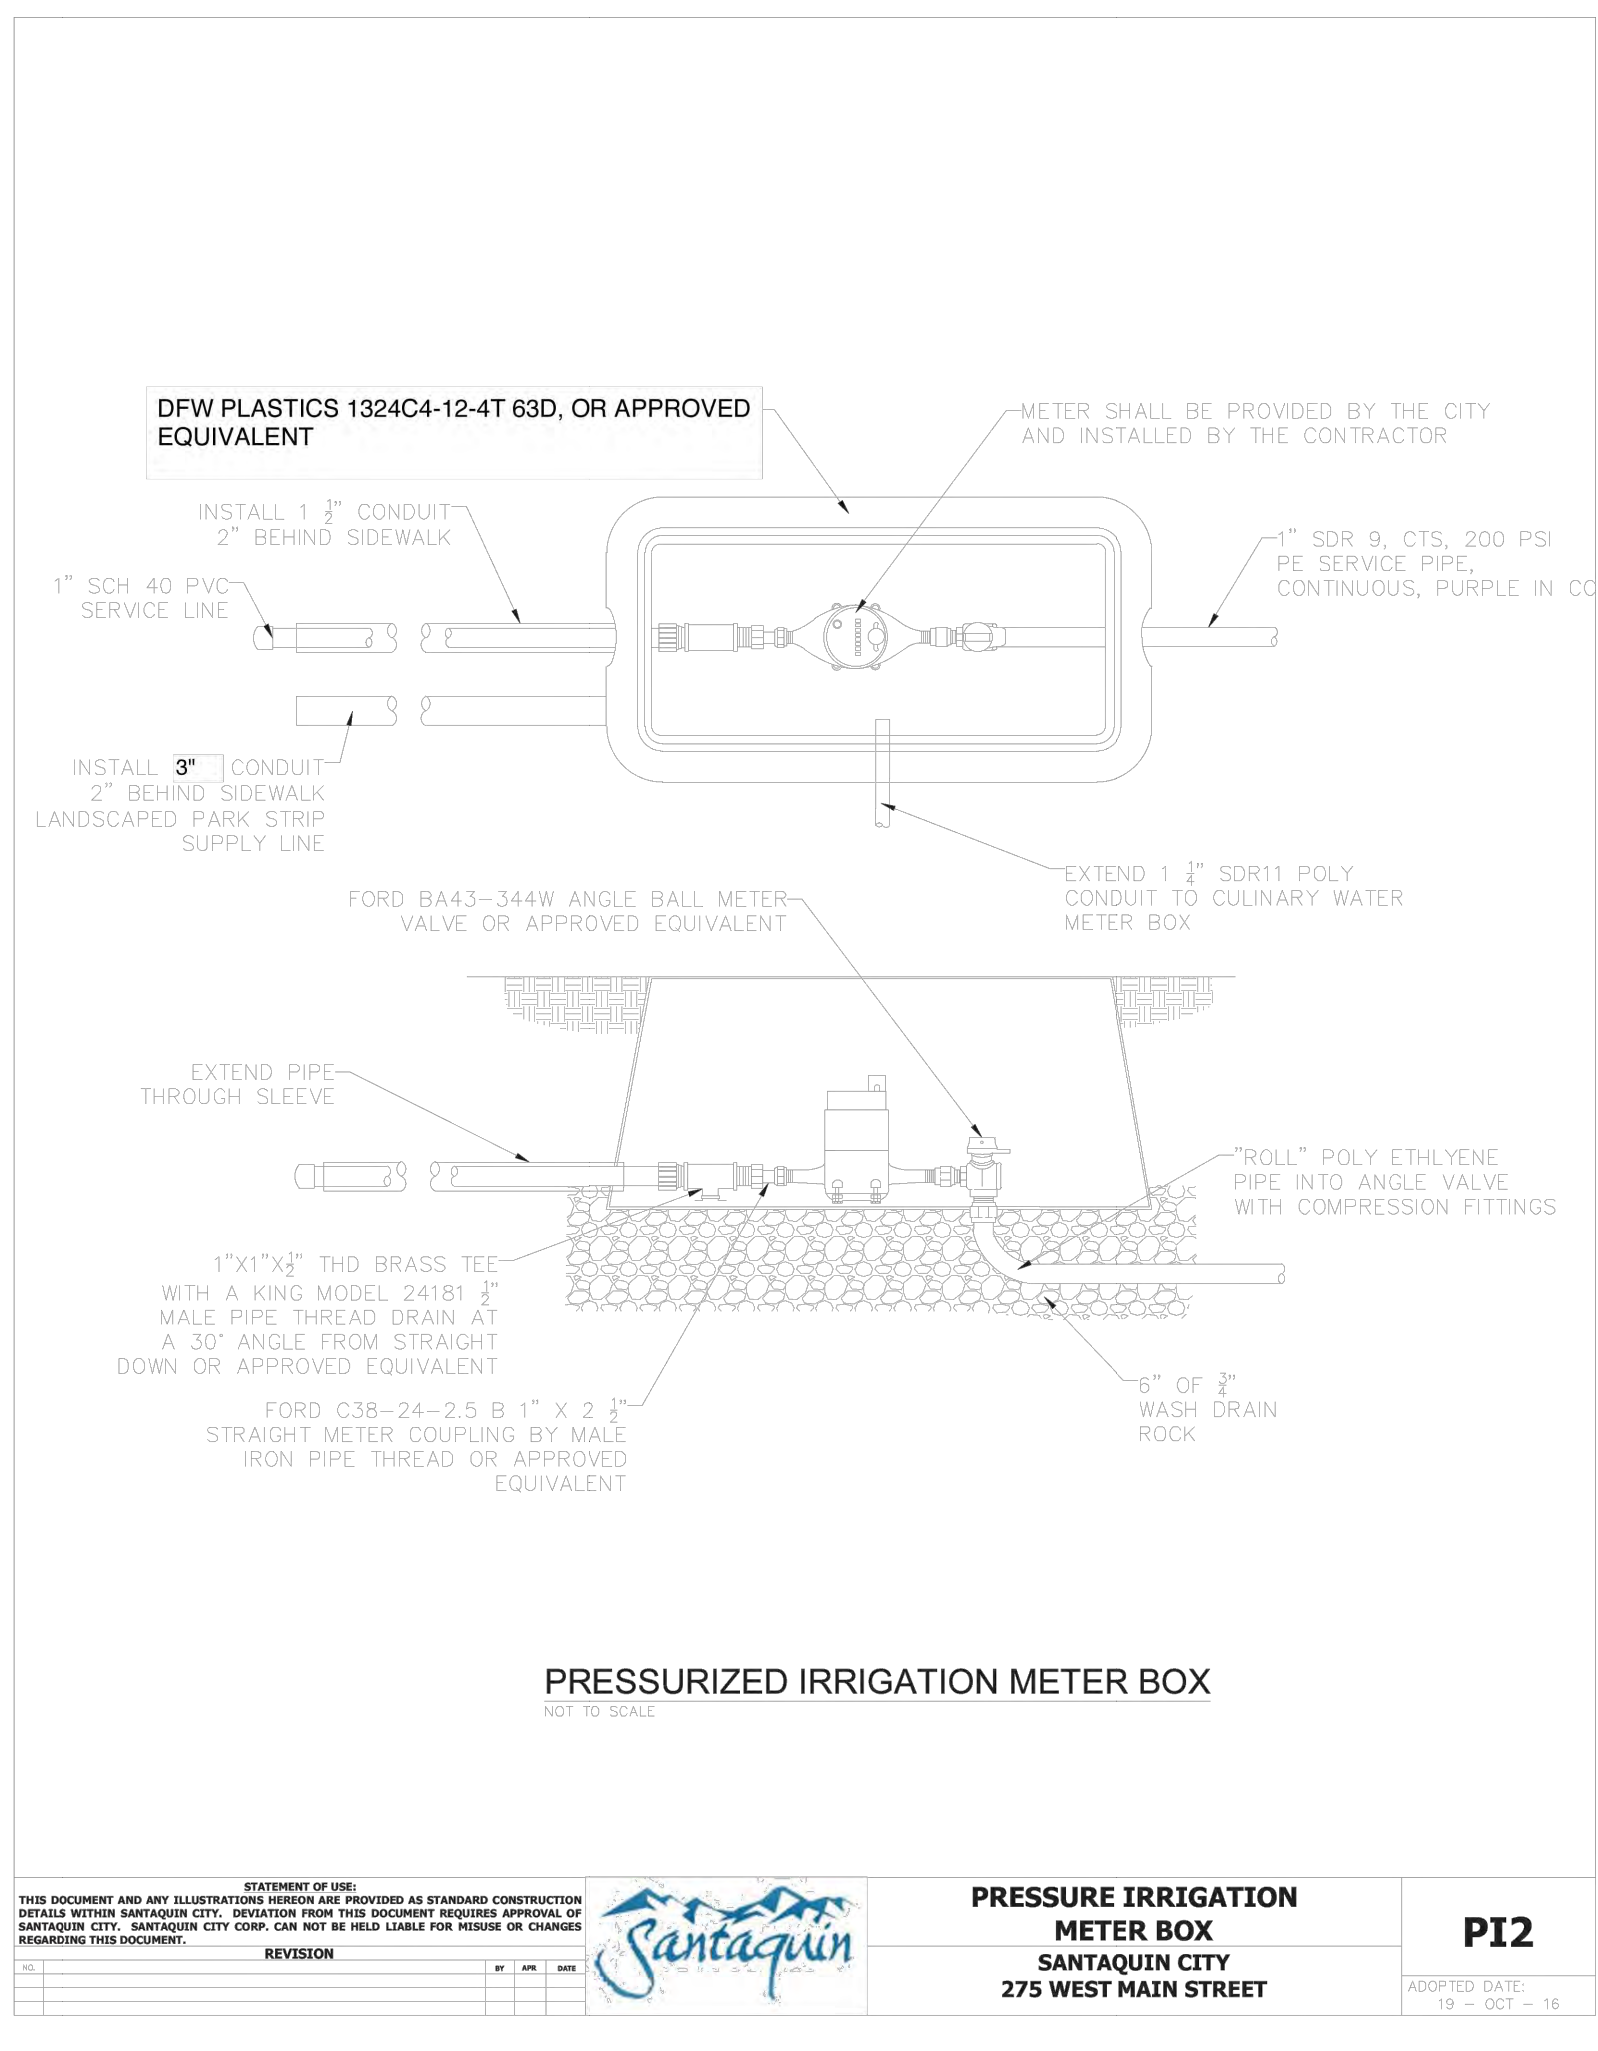 DFW PLASTICS 1324C4-12-4T 63D, OR APPROVED
EQUIVALENT
METER SHALL BE PROVIDED BY THE CITY
AND INSTALLED BY THE CONTRACTOR
INSTALL 1 1/2" CONDUIT
2" BEHIND SIDEWALK
1" SDR 9, CTS, 200 PSI
PE SERVICE PIPE,
CONTINUOUS, PURPLE IN CO
1" SCH 40 PVC
SERVICE LINE
INSTALL 3" CONDUIT
2" BEHIND SIDEWALK
LANDSCAPED PARK STRIP
SUPPLY LINE
EXTEND 1 1/4" SDR11 POLY
CONDUIT TO CULINARY WATER
METER BOX
FORD BA43-344W ANGLE BALL METER
VALVE OR APPROVED EQUIVALENT
EXTEND PIPE
THROUGH SLEEVE
"ROLL" POLY ETHLYENE
PIPE INTO ANGLE VALVE
WITH COMPRESSION FITTINGS
1"X1"X1/2" THD BRASS TEE
WITH A KING MODEL 24181 1/2"
MALE PIPE THREAD DRAIN AT
A 30° ANGLE FROM STRAIGHT
DOWN OR APPROVED EQUIVALENT
6" OF 3/4"
WASH DRAIN
ROCK
FORD C38-24-2.5 B 1" X 2 1/2"
STRAIGHT METER COUPLING BY MALE
IRON PIPE THREAD OR APPROVED
EQUIVALENT
PRESSURIZED IRRIGATION METER BOX
NOT TO SCALE
STATEMENT OF USE:
THIS DOCUMENT AND ANY ILLUSTRATIONS HEREON ARE PROVIDED AS STANDARD CONSTRUCTION
DETAILS WITHIN SANTAQUIN CITY. DEVIATION FROM THIS DOCUMENT REQUIRES APPROVAL OF
SANTAQUIN CITY. SANTAQUIN CITY CORP. CAN NOT BE HELD LIABLE FOR MISUSE OR CHANGES
REGARDING THIS DOCUMENT.
REVISION
NO. BY APR DATE
Santaquin
PRESSURE IRRIGATION
METER BOX
SANTAQUIN CITY
275 WEST MAIN STREET
PI2
ADOPTED DATE:
19 - OCT - 16